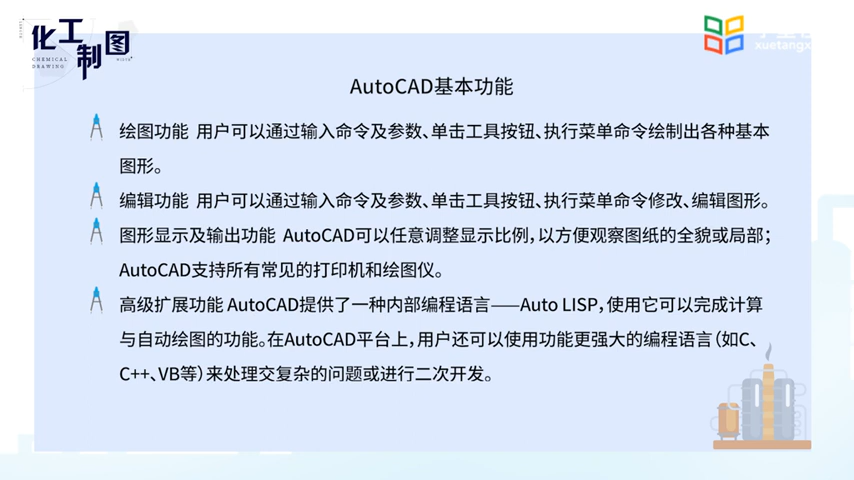 化工制图
CHEMICAL
DRAWING
xuetangx
AutoCAD基本功能
绘图功能 用户可以通过输入命令及参数、单击工具按钮、执行菜单命令绘制出各种基本
图形。
编辑功能 用户可以通过输入命令及参数、单击工具按钮、执行菜单命令修改、编辑图形。
图形显示及输出功能 AutoCAD可以任意调整显示比例，以方便观察图纸的全貌或局部；
AutoCAD支持所有常见的打印机和绘图仪。
高级扩展功能 AutoCAD提供了一种内部编程语言——Auto LISP，使用它可以完成计算
与自动绘图的功能。在AutoCAD平台上，用户还可以使用功能更强大的编程语言（如C、
C++、VB等）来处理交复杂的问题或进行二次开发。